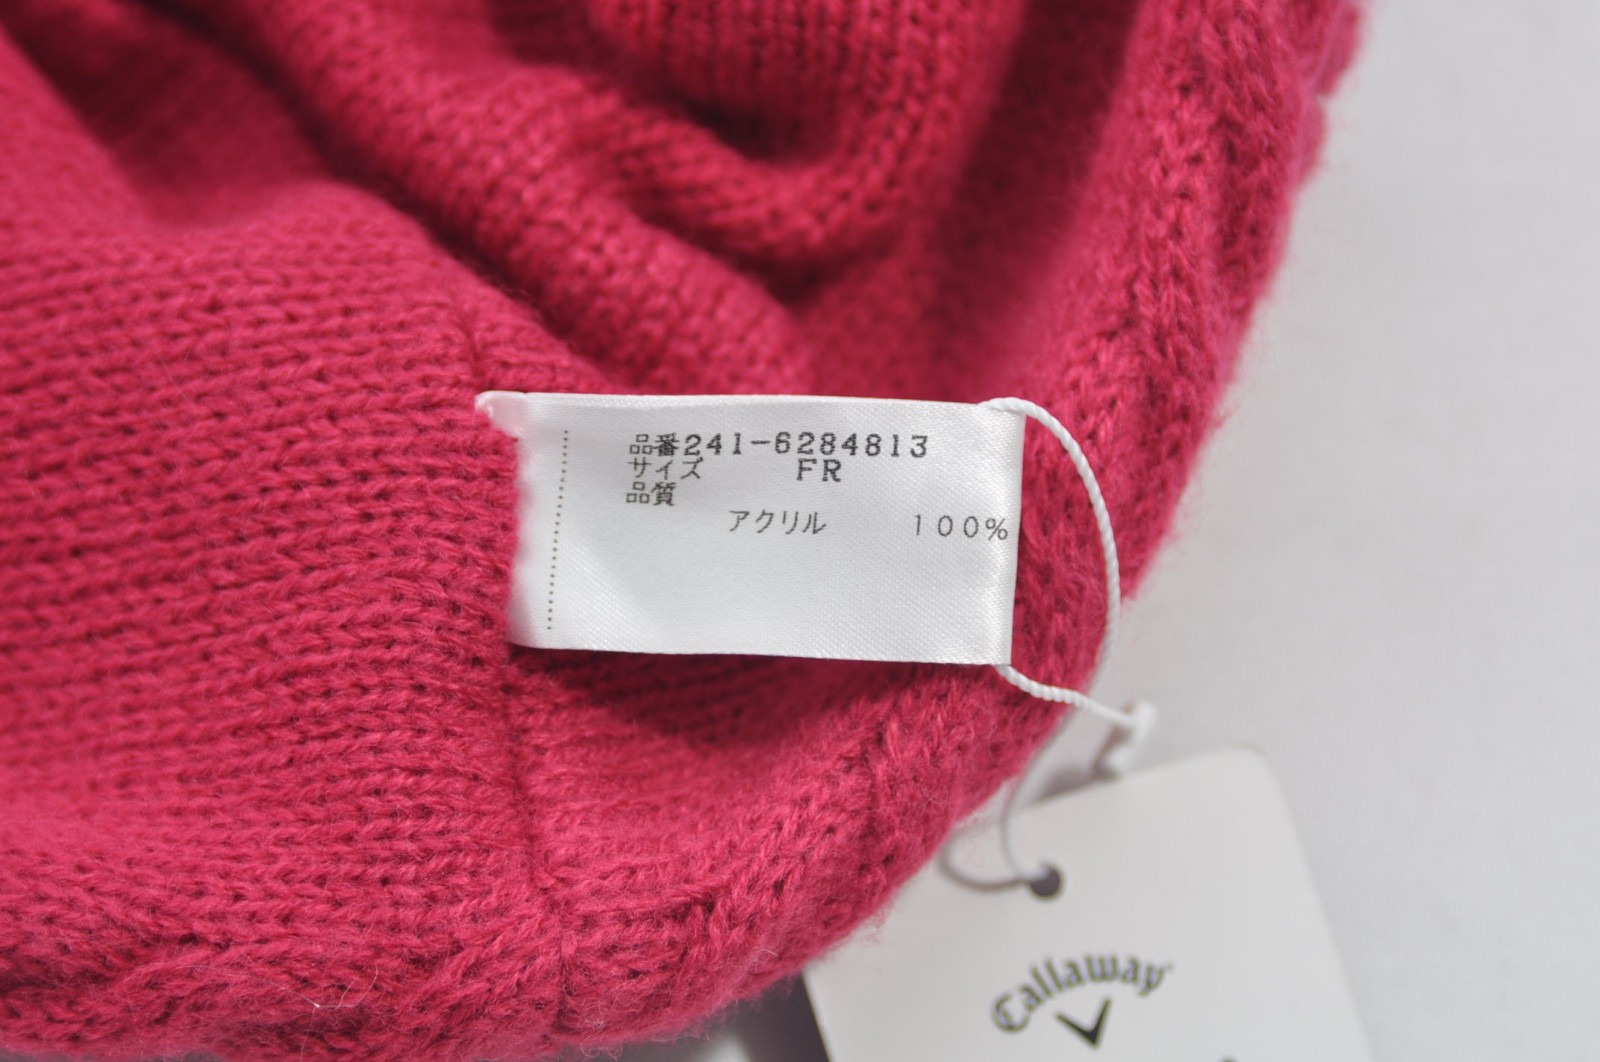 品番241-6284813
サイズ FR
品質
アクリル 100%
Callaway